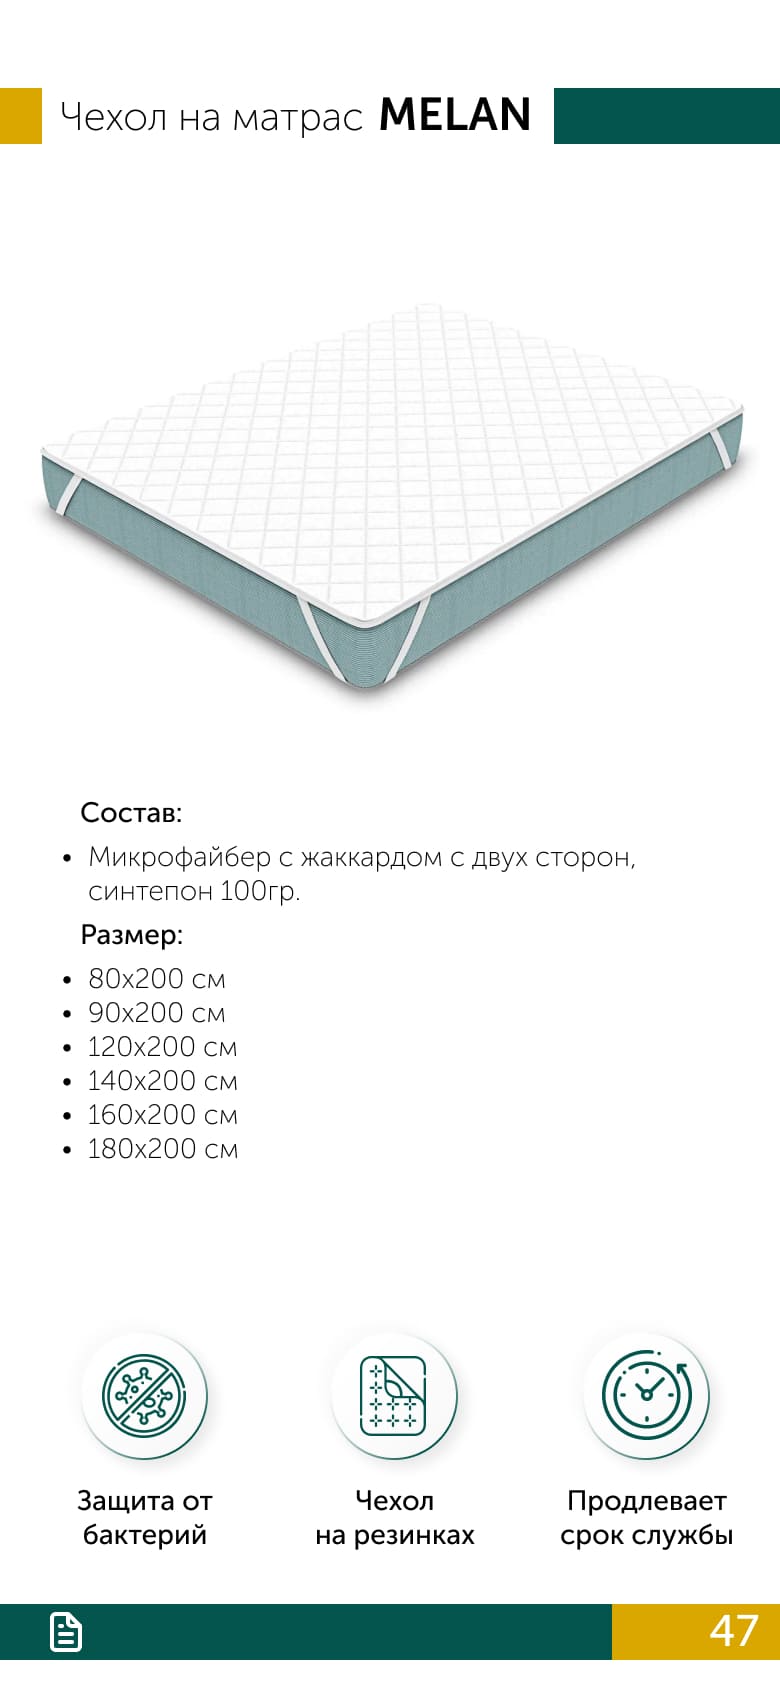 Чехол на матрас MELAN
Состав:
• Микрофайбер с жаккардом с двух сторон,
синтепон 100гр.
Размер:
• 80x200 см
• 90x200 см
• 120x200 см
• 140x200 см
• 160x200 см
• 180x200 см
Защита от
бактерий
Чехол
на резинках
Продлевает
срок службы
47